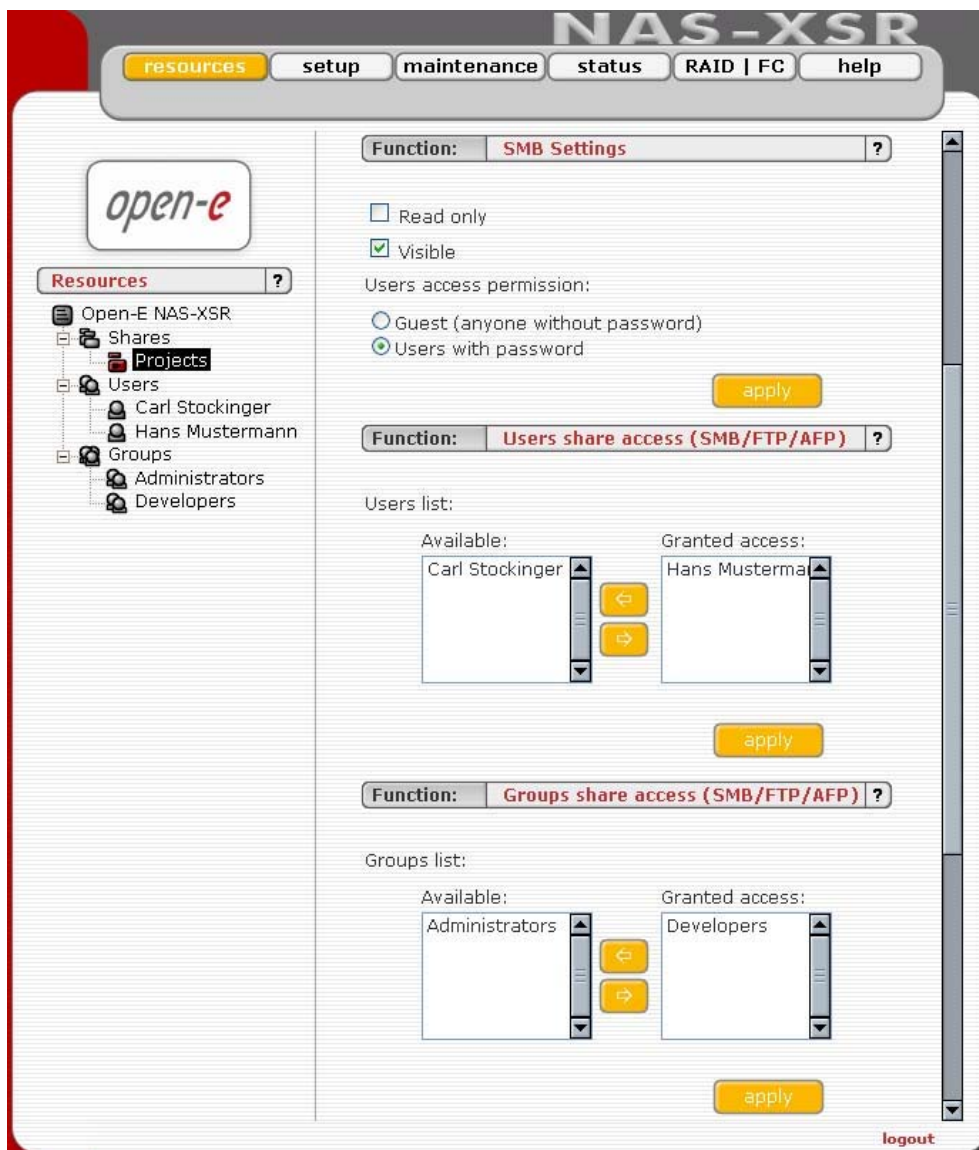 NAS-XSR
resources setup maintenance status RAID | FC help
open-e
Resources ?
Open-E NAS-XSR
Shares
Projects
Users
Carl Stockinger
Hans Mustermann
Groups
Administrators
Developers
Function: SMB Settings ?
Read only
Visible
Users access permission:
Guest (anyone without password)
Users with password
apply
Function: Users share access (SMB/FTP/AFP) ?
Users list:
Available: Granted access:
Carl Stockinger Hans Musterma
apply
Function: Groups share access (SMB/FTP/AFP) ?
Groups list:
Available: Granted access:
Administrators Developers
apply
logout